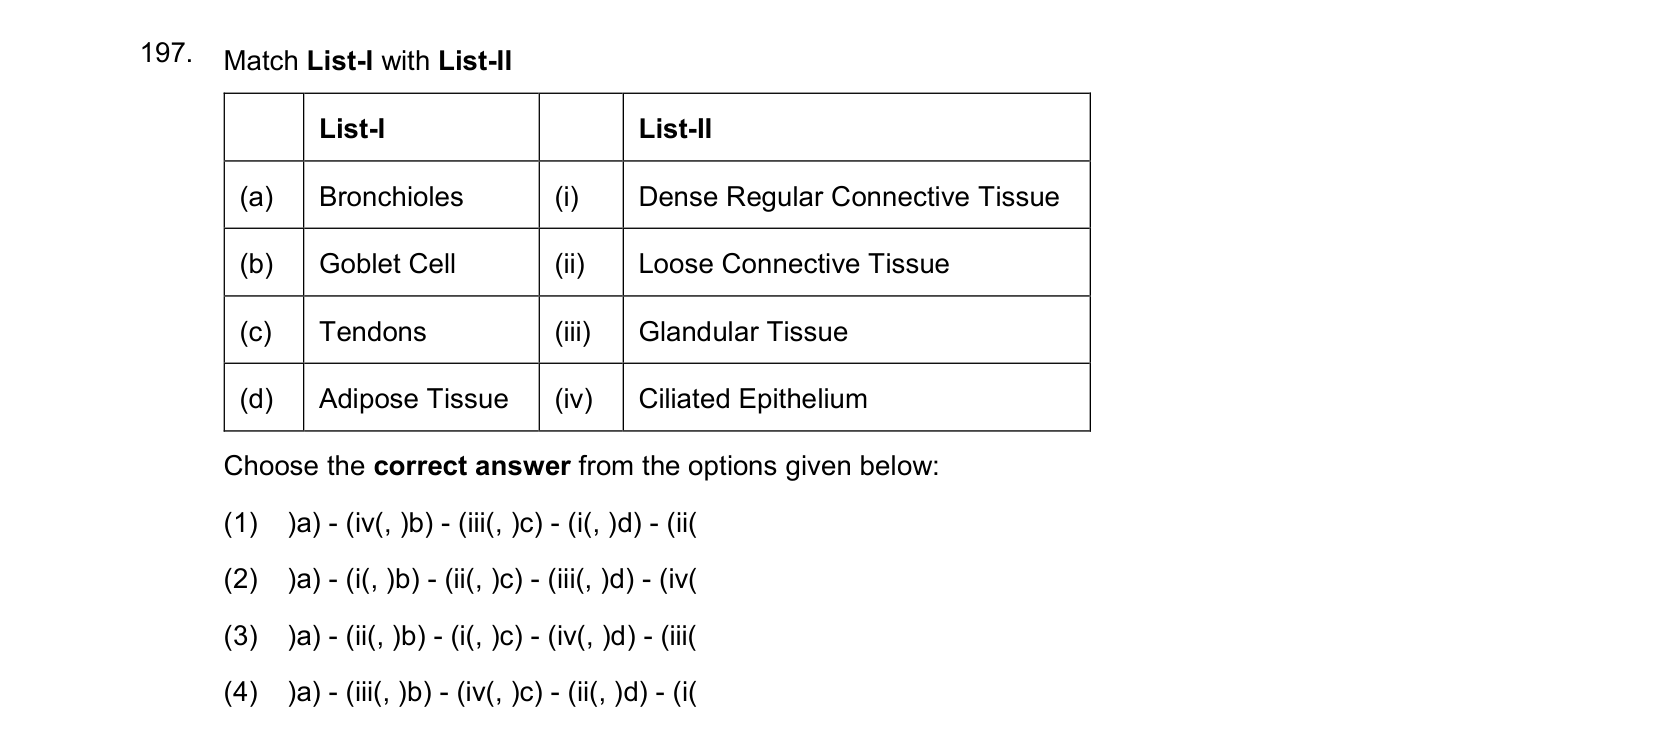 197. Match List-I with List-II
List-I List-II
(a) Bronchioles (i) Dense Regular Connective Tissue
(b) Goblet Cell (ii) Loose Connective Tissue
(c) Tendons (iii) Glandular Tissue
(d) Adipose Tissue (iv) Ciliated Epithelium
Choose the correct answer from the options given below:
(1) )a) - (iv(, )b) - (iii(, )c) - (i(, )d) - (ii(
(2) )a) - (i(, )b) - (ii(, )c) - (iii(, )d) - (iv(
(3) )a) - (ii(, )b) - (i(, )c) - (iv(, )d) - (iii(
(4) )a) - (iii(, )b) - (iv(, )c) - (ii(, )d) - (i(